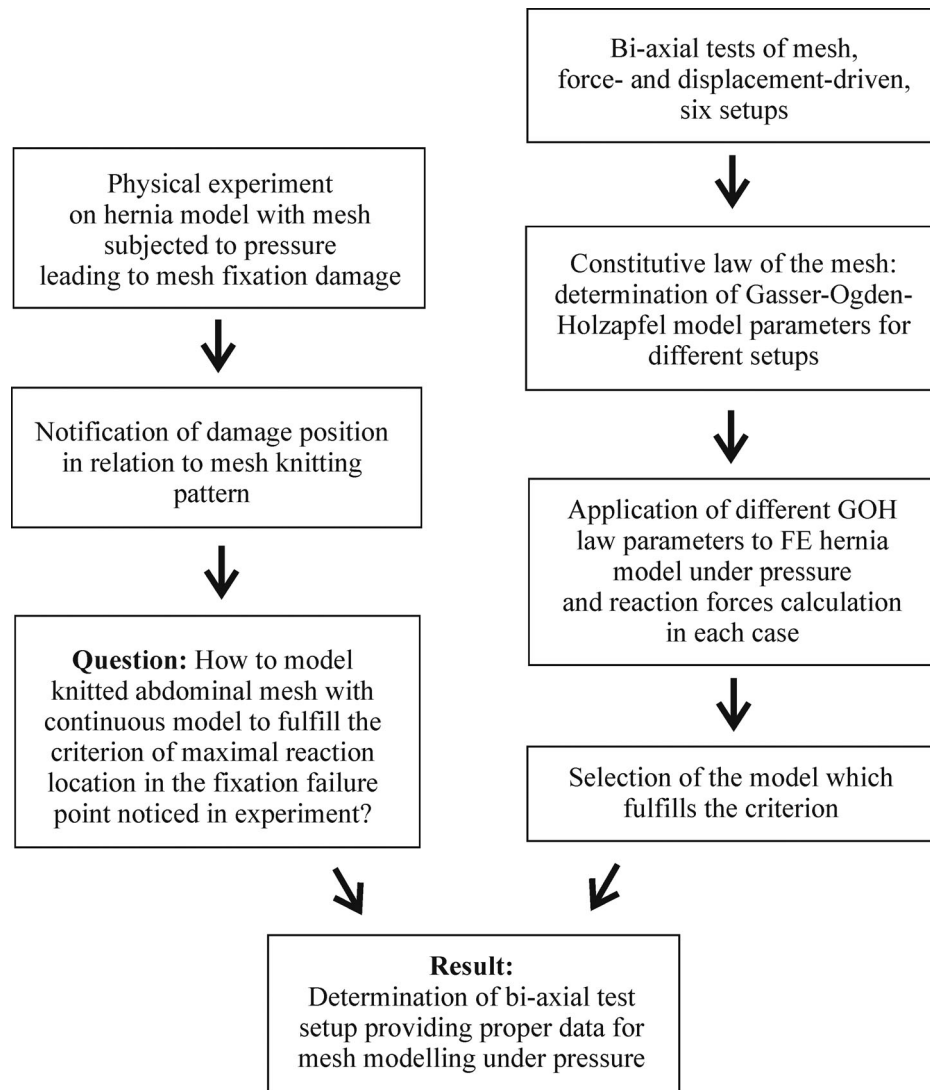 Physical experiment
on hernia model with mesh
subjected to pressure
leading to mesh fixation damage
Notification of damage position
in relation to mesh knitting
pattern
Question: How to model
knitted abdominal mesh with
continuous model to fulfill the
criterion of maximal reaction
location in the fixation failure
point noticed in experiment?
Bi-axial tests of mesh,
force- and displacement-driven,
six setups
Constitutive law of the mesh:
determination of Gasser-Ogden-
Holzapfel model parameters for
different setups
Application of different GOH
law parameters to FE hernia
model under pressure
and reaction forces calculation
in each case
Selection of the model which
fulfills the criterion
Result:
Determination of bi-axial test
setup providing proper data for
mesh modelling under pressure